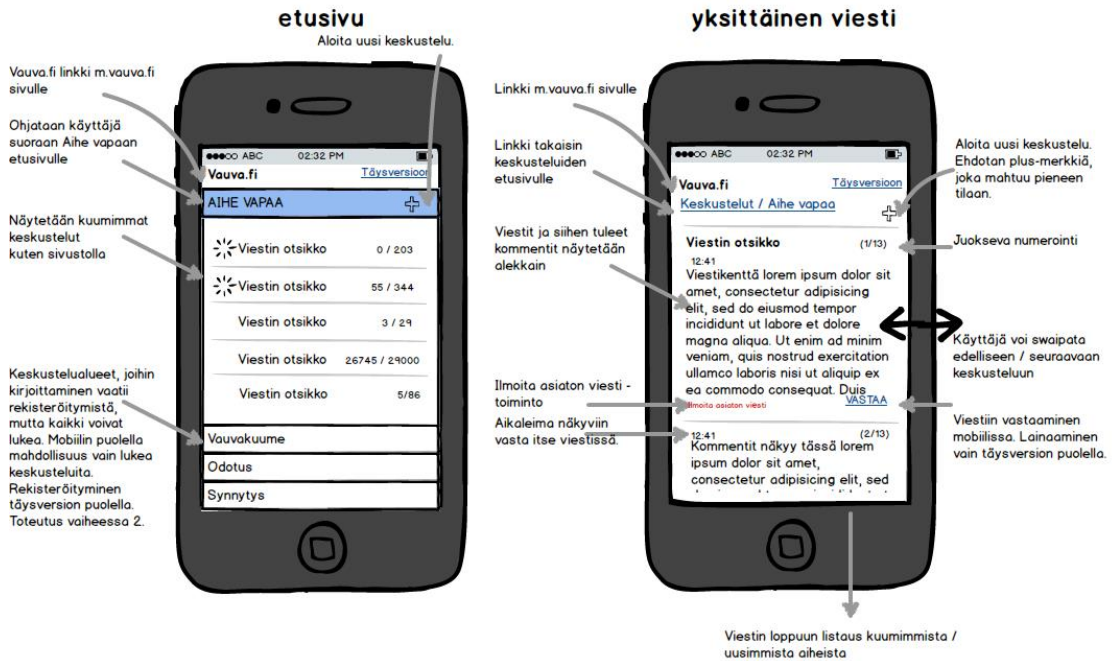 etusivu
Aloita uusi keskustelu.
Vauva.fi linkki m.vauva.fi
sivulle
Ohjataan käyttäjä
suoraan Aihe vapaan
etusivulle
Näytetään kuumimmat
keskustelut
kuten sivustolla
Keskustelualueet, joihin
kirjoittaminen vaatii
rekisteröitymistä,
mutta kaikki voivat
lukea. Mobiilin puolella
mahdollisuus vain lukea
keskusteluita.
Rekisteröityminen
täysversion puolella.
Toteutus vaiheessa 2.
ABC 02:32 PM
Vauva.fi Täysversioon
AIHE VAPAA
Viestin otsikko 0 / 203
Viestin otsikko 55 / 344
Viestin otsikko 3 / 29
Viestin otsikko 26745 / 29000
Viestin otsikko 5/86
Vauvakuume
Odotus
Synnytys
yksittäinen viesti
Linkki m.vauva.fi sivulle
Linkki takaisin
keskusteluiden
etusivulle
Viestit ja siihen tuleet
kommentit näytetään
alekkain
Ilmoita asiaton viesti -
toiminto
Aikaleima näkyviin
vasta itse viestissä.
ABC 02:32 PM
Vauva.fi Täysversioon
Keskustelut / Aihe vapaa
Viestin otsikko (1/13)
12:41
Viestikenttä lorem ipsum dolor sit
amet, consectetur adipisicing
elit, sed do eiusmod tempor
incididunt ut labore et dolore
magna aliqua. Ut enim ad minim
veniam, quis nostrud exercitation
ullamco laboris nisi ut aliquip ex
ea commodo consequat. Duis
Ilmoita asiaton viesti VASTAA
12:41 (2/13)
Kommentit näkyy tässä lorem
ipsum dolor sit amet,
consectetur adipisicing elit, sed
Aloita uusi keskustelu.
Ehdotan plus-merkkiä,
joka mahtuu pieneen
tilaan.
Juokseva numerointi
Käyttäjä voi swaipata
edelliseen / seuraavaan
keskusteluun
Viestiin vastaaminen
mobiilissa. Lainaaminen
vain täysversion puolella.
Viestin loppuun listaus kuumimmista /
uusimmista aiheista